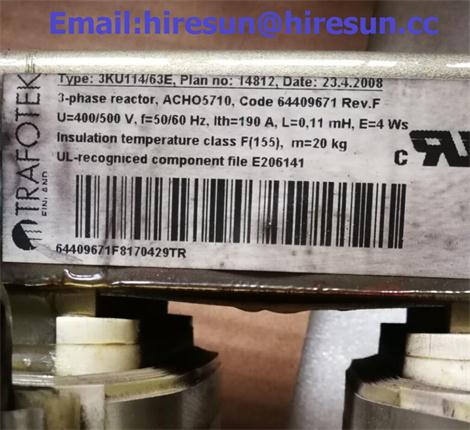 Email:hiresun@hiresun.cc
TRAFOTEK
FINLAND
Type: 3KU114/63E, Plan no: 14812, Date: 23.4.2008
3-phase reactor, ACHO5710, Code 64409671 Rev.F
U=400/500 V, f=50/60 Hz, Ith=190 A, L=0,11 mH, E=4 Ws
Insulation temperature class F(155), m=20 kg
UL-recogniced component file E206141
64409671F8170429TR